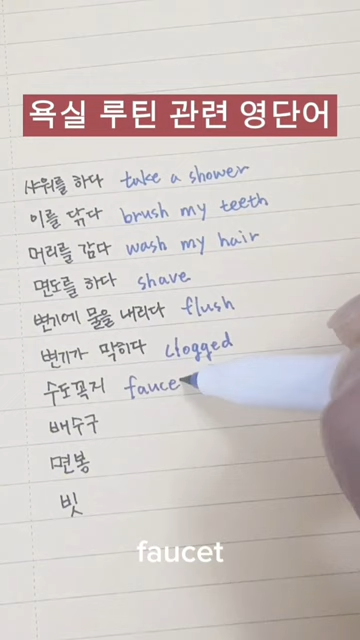 욕실 루틴 관련 영단어
샤워를 하다 take a shower
이를 닦다 brush my teeth
머리를 감다 wash my hair
면도를 하다 shave
변기에 물을 내리다 flush
변기가 막히다 clogged
수도꼭지 fauce
배수구
면봉
빗
faucet